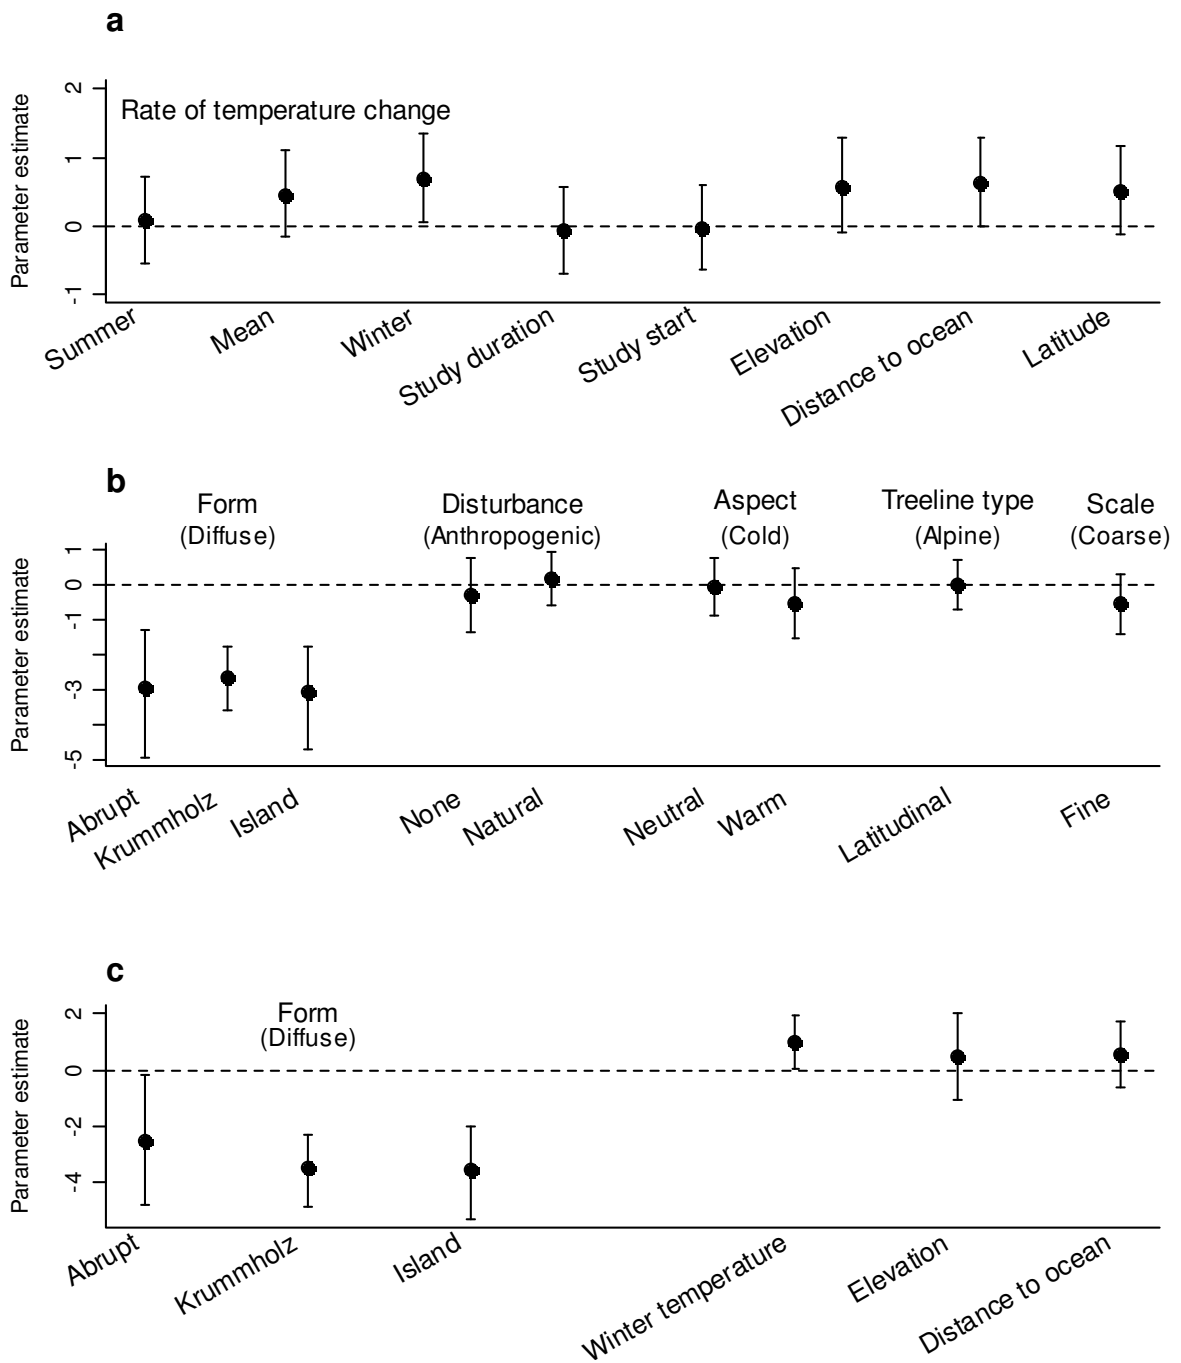 a
Parameter estimate
2
1
0
-1
Rate of temperature change
Summer
Mean
Winter
Study duration
Study start
Elevation
Distance to ocean
Latitude
b
Form
(Diffuse)
Disturbance
(Anthropogenic)
Aspect
(Cold)
Treeline type
(Alpine)
Scale
(Coarse)
Parameter estimate
1
0
-1
-3
-5
Abrupt
Krummholz
Island
None
Natural
Neutral
Warm
Latitudinal
Fine
c
Form
(Diffuse)
Parameter estimate
2
0
-2
-4
Abrupt
Krummholz
Island
Winter temperature
Elevation
Distance to ocean